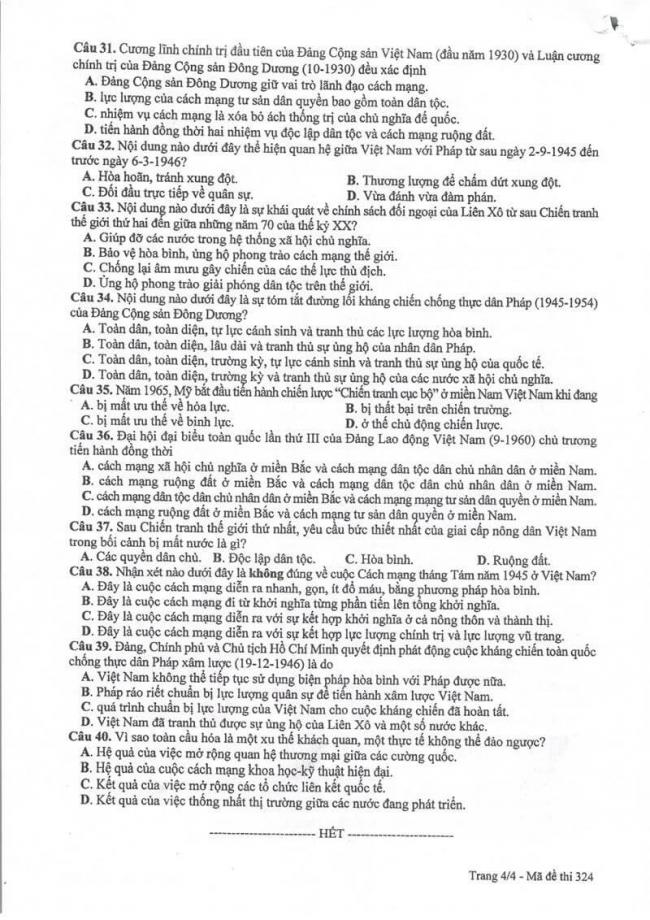 Câu 31. Cương lĩnh chính trị đầu tiên của Đảng Cộng sản Việt Nam (đầu năm 1930) và Luận cương
chính trị của Đảng Cộng sản Đông Dương (10-1930) đều xác định
A. Đảng Cộng sản Đông Dương giữ vai trò lãnh đạo cách mạng.
B. lực lượng của cách mạng tư sản dân quyền bao gồm toàn dân tộc.
C. nhiệm vụ cách mạng là xóa bỏ ách thống trị của chủ nghĩa đế quốc.
D. tiến hành đồng thời hai nhiệm vụ độc lập dân tộc và cách mạng ruộng đất.
Câu 32. Nội dung nào dưới đây thể hiện quan hệ giữa Việt Nam với Pháp từ sau ngày 2-9-1945 đến
trước ngày 6-3-1946?
A. Hòa hoãn, tránh xung đột. B. Thương lượng để chấm dứt xung đột.
C. Đối đầu trực tiếp về quân sự. D. Vừa đánh vừa đàm phán.
Câu 33. Nội dung nào dưới đây là sự khái quát về chính sách đối ngoại của Liên Xô từ sau Chiến tranh
thế giới thứ hai đến giữa những năm 70 của thế kỷ XX?
A. Giúp đỡ các nước trong hệ thống xã hội chủ nghĩa.
B. Bảo vệ hòa bình, ủng hộ phong trào cách mạng thế giới.
C. Chống lại âm mưu gây chiến của các thế lực thù địch.
D. Ủng hộ phong trào giải phóng dân tộc trên thế giới.
Câu 34. Nội dung nào dưới đây là sự tóm tắt đường lối kháng chiến chống thực dân Pháp (1945-1954)
của Đảng Cộng sản Đông Dương?
A. Toàn dân, toàn diện, tự lực cánh sinh và tranh thủ các lực lượng hòa bình.
B. Toàn dân, toàn diện, lâu dài và tranh thủ sự ủng hộ của nhân dân Pháp.
C. Toàn dân, toàn diện, trường kỳ, tự lực cánh sinh và tranh thủ sự ủng hộ của quốc tế.
D. Toàn dân, toàn diện, trường kỳ và tranh thủ sự ủng hộ của các nước xã hội chủ nghĩa.
Câu 35. Năm 1965, Mỹ bắt đầu tiến hành chiến lược “Chiến tranh cục bộ” ở miền Nam Việt Nam khi đang
A. bị mất ưu thế về hỏa lực. B. bị thất bại trên chiến trường.
C. bị mất ưu thế về binh lực. D. ở thế chủ động chiến lược.
Câu 36. Đại hội đại biểu toàn quốc lần thứ III của Đảng Lao động Việt Nam (9-1960) chủ trương
tiến hành đồng thời
A. cách mạng xã hội chủ nghĩa ở miền Bắc và cách mạng dân tộc dân chủ nhân dân ở miền Nam.
B. cách mạng ruộng đất ở miền Bắc và cách mạng dân tộc dân chủ nhân dân ở miền Nam.
C. cách mạng dân tộc dân chủ nhân dân ở miền Bắc và cách mạng mạng tư sản dân quyền ở miền Nam.
D. cách mạng ruộng đất ở miền Bắc và cách mạng tư sản dân quyền ở miền Nam.
Câu 37. Sau Chiến tranh thế giới thứ nhất, yêu cầu bức thiết nhất của giai cấp nông dân Việt Nam
trong bối cảnh bị mất nước là gì?
A. Các quyền dân chủ. B. Độc lập dân tộc. C. Hòa bình. D. Ruộng đất.
Câu 38. Nhận xét nào dưới đây là không đúng về cuộc Cách mạng tháng Tám năm 1945 ở Việt Nam?
A. Đây là cuộc cách mạng diễn ra nhanh, gọn, ít đổ máu, bằng phương pháp hòa bình.
B. Đây là cuộc cách mạng đi từ khởi nghĩa từng phần tiến lên tổng khởi nghĩa.
C. Đây là cuộc cách mạng diễn ra với sự kết hợp khởi nghĩa ở cả nông thôn và thành thị.
D. Đây là cuộc cách mạng diễn ra với sự kết hợp lực lượng chính trị và lực lượng vũ trang.
Câu 39. Đảng, Chính phủ và Chủ tịch Hồ Chí Minh quyết định phát động cuộc kháng chiến toàn quốc
chống thực dân Pháp xâm lược (19-12-1946) là do
A. Việt Nam không thể tiếp tục sử dụng biện pháp hòa bình với Pháp được nữa.
B. Pháp ráo riết chuẩn bị lực lượng quân sự để tiến hành xâm lược Việt Nam.
C. quá trình chuẩn bị lực lượng của Việt Nam cho cuộc kháng chiến đã hoàn tất.
D. Việt Nam đã tranh thủ được sự ủng hộ của Liên Xô và một số nước khác.
Câu 40. Vì sao toàn cầu hóa là một xu thế khách quan, một thực tế không thể đảo ngược?
A. Hệ quả của việc mở rộng quan hệ thương mại giữa các cường quốc.
B. Hệ quả của cuộc cách mạng khoa học-kỹ thuật hiện đại.
C. Kết quả của việc mở rộng các tổ chức liên kết quốc tế.
D. Kết quả của việc thống nhất thị trường giữa các nước đang phát triển.
------------------------ HẾT ------------------------
Trang 4/4 - Mã đề thi 324